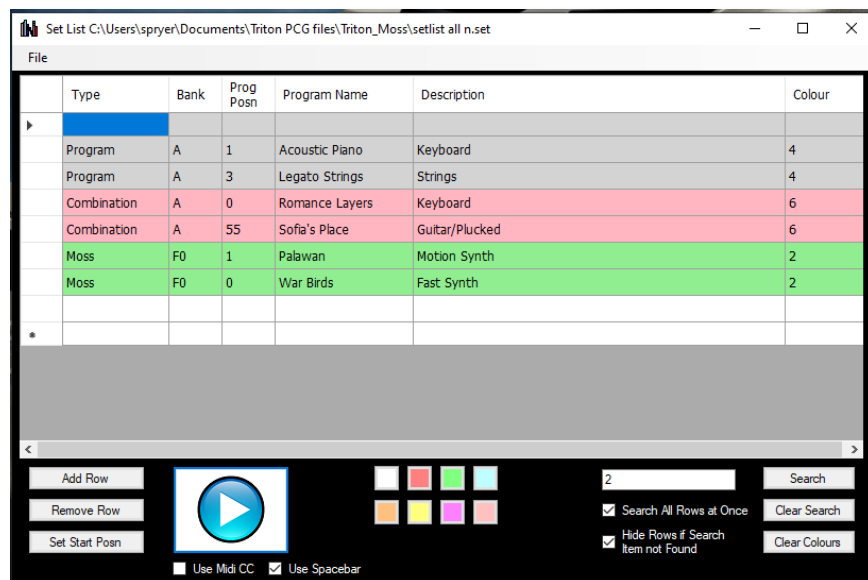 Set List C:\Users\spryer\Documents\Triton PCG files\Triton_Moss\setlist all n.set
File
Type Bank Prog Posn Program Name Description Colour
Program A 1 Acoustic Piano Keyboard 4
Program A 3 Legato Strings Strings 4
Combination A 0 Romance Layers Keyboard 6
Combination A 55 Sofia's Place Guitar/Plucked 6
Moss F0 1 Palawan Motion Synth 2
Moss F0 0 War Birds Fast Synth 2
Add Row
2
Search
Remove Row
Search All Rows at Once
Clear Search
Set Start Posn
Hide Rows if Search
Item not Found
Clear Colours
Use Midi CC
Use Spacebar